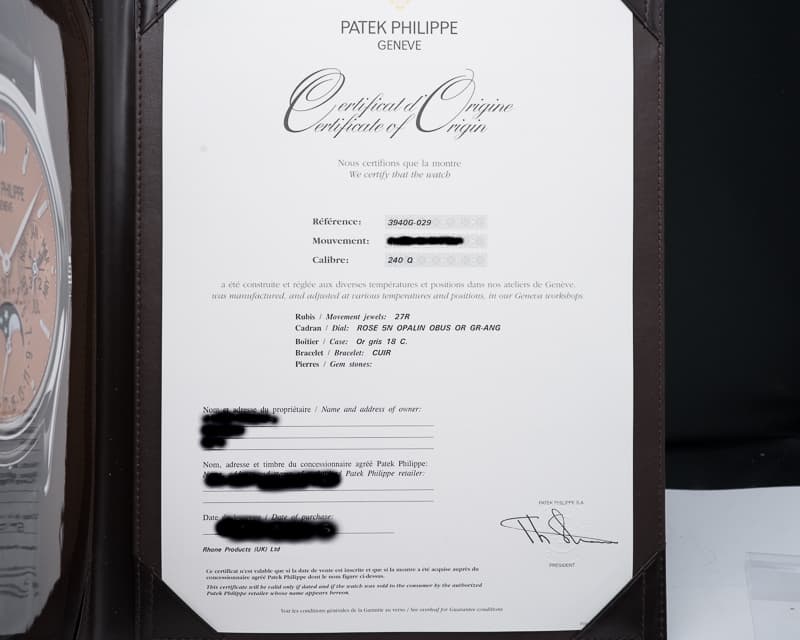 PATEK PHILIPPE
GENEVE
Certificat d'Origine
Certificate of Origin
Nous certifions que la montre
We certify that the watch
Référence: 3940G-029
Mouvement:
Calibre: 240 Q
a été construite et réglée aux diverses températures et positions dans nos ateliers de Genève.
was manufactured, and adjusted at various temperatures and positions, in our Geneva workshops.
Rubis / Movement jewels: 27R
Cadran / Dial: ROSE 5N OPALIN OBUS OR GR-ANG
Boîtier / Case: Or gris 18 C.
Bracelet / Bracelet: CUIR
Pierres / Gem stones:
Nom et adresse du propriétaire / Name and address of owner:
Nom, adresse et timbre du concessionnaire agréé Patek Philippe:
Patek Philippe retailer:
Date / Date of purchase:
Rhone Products (UK) Ltd
PATEK PHILIPPE S.A.
PRESIDENT
Ce certificat n'est valable que si la date de vente est inscrite et que si la montre a été acquise auprès du
concessionnaire agréé Patek Philippe dont le nom figure ci-dessus.
This certificate will be valid only if dated and if the watch was sold to the consumer by the authorized
Patek Philippe retailer whose name appears hereon.
Voir les conditions générales de la Garantie au verso / See overleaf for Guarantee conditions